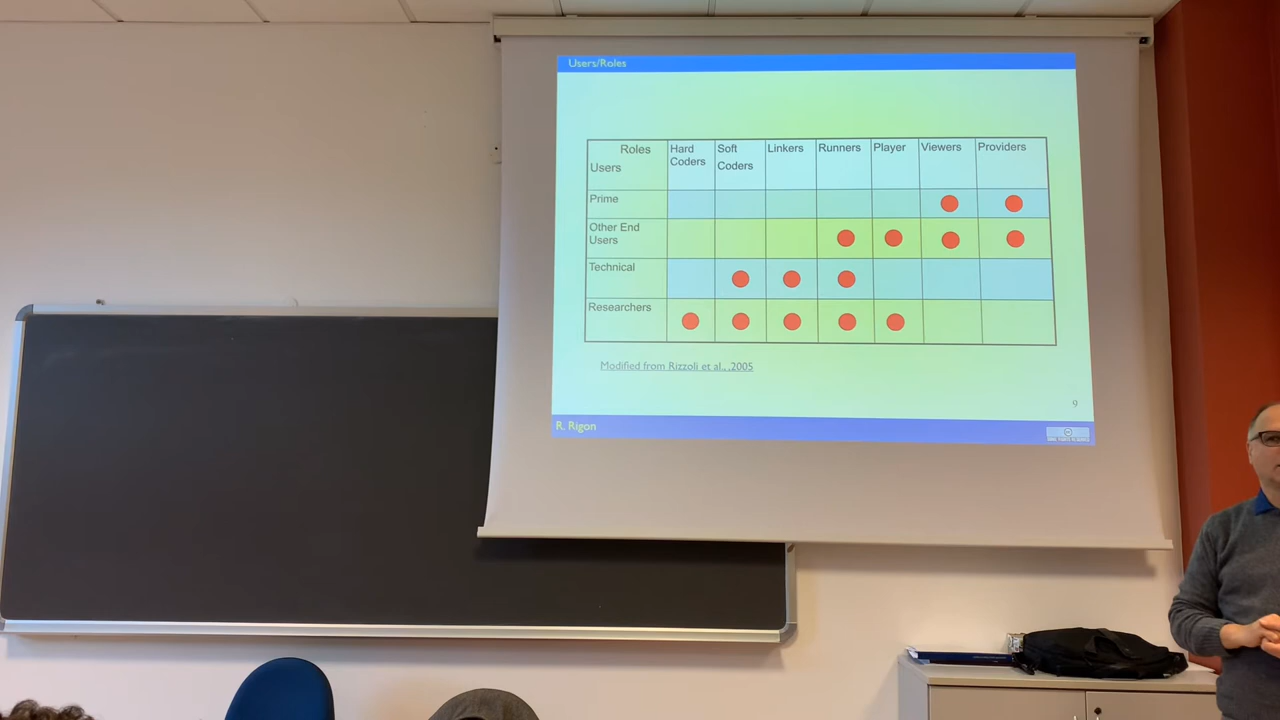 Users/Roles
Roles
Users
Hard
Coders
Soft
Coders
Linkers
Runners
Player
Viewers
Providers
Prime
Other End
Users
Technical
Researchers
Modified from Rizzoli et al., 2005
9
R. Rigon